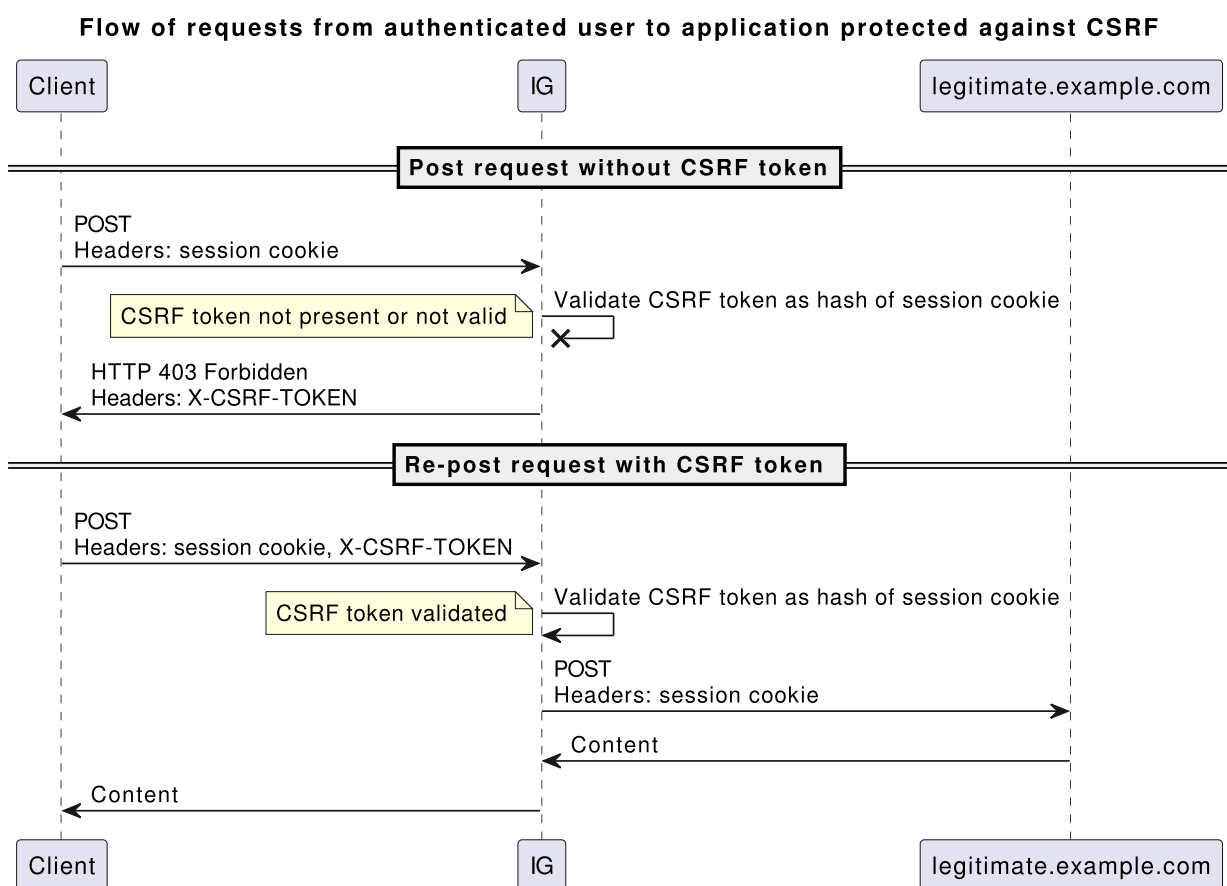 Flow of requests from authenticated user to application protected against CSRF
Client
IG
legitimate.example.com
Post request without CSRF token
POST
Headers: session cookie
Validate CSRF token as hash of session cookie
CSRF token not present or not valid
HTTP 403 Forbidden
Headers: X-CSRF-TOKEN
Re-post request with CSRF token
POST
Headers: session cookie, X-CSRF-TOKEN
Validate CSRF token as hash of session cookie
CSRF token validated
POST
Headers: session cookie
Content
Content
Client
IG
legitimate.example.com